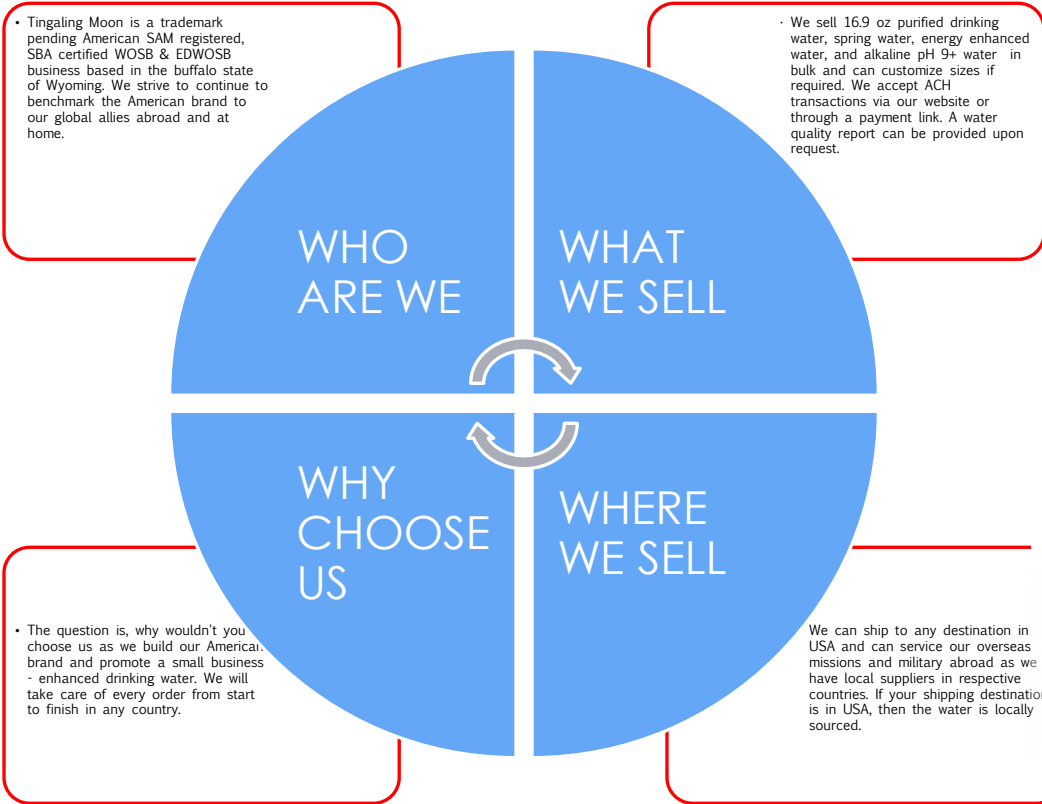 • Tingaling Moon is a trademark
pending American SAM registered,
SBA certified WOSB & EDWOSB
business based in the buffalo state
of Wyoming. We strive to continue to
benchmark the American brand to
our global allies abroad and at
home.
· We sell 16.9 oz purified drinking
water, spring water, energy enhanced
water, and alkaline pH 9+ water in
bulk and can customize sizes if
required. We accept ACH
transactions via our website or
through a payment link. A water
quality report can be provided upon
request.
WHO
ARE WE
WHAT
WE SELL
WHY
CHOOSE
US
WHERE
WE SELL
• The question is, why wouldn't you
choose us as we build our American
brand and promote a small business
- enhanced drinking water. We will
take care of every order from start
to finish in any country.
We can ship to any destination in
USA and can service our overseas
missions and military abroad as we
have local suppliers in respective
countries. If your shipping destination
is in USA, then the water is locally
sourced.